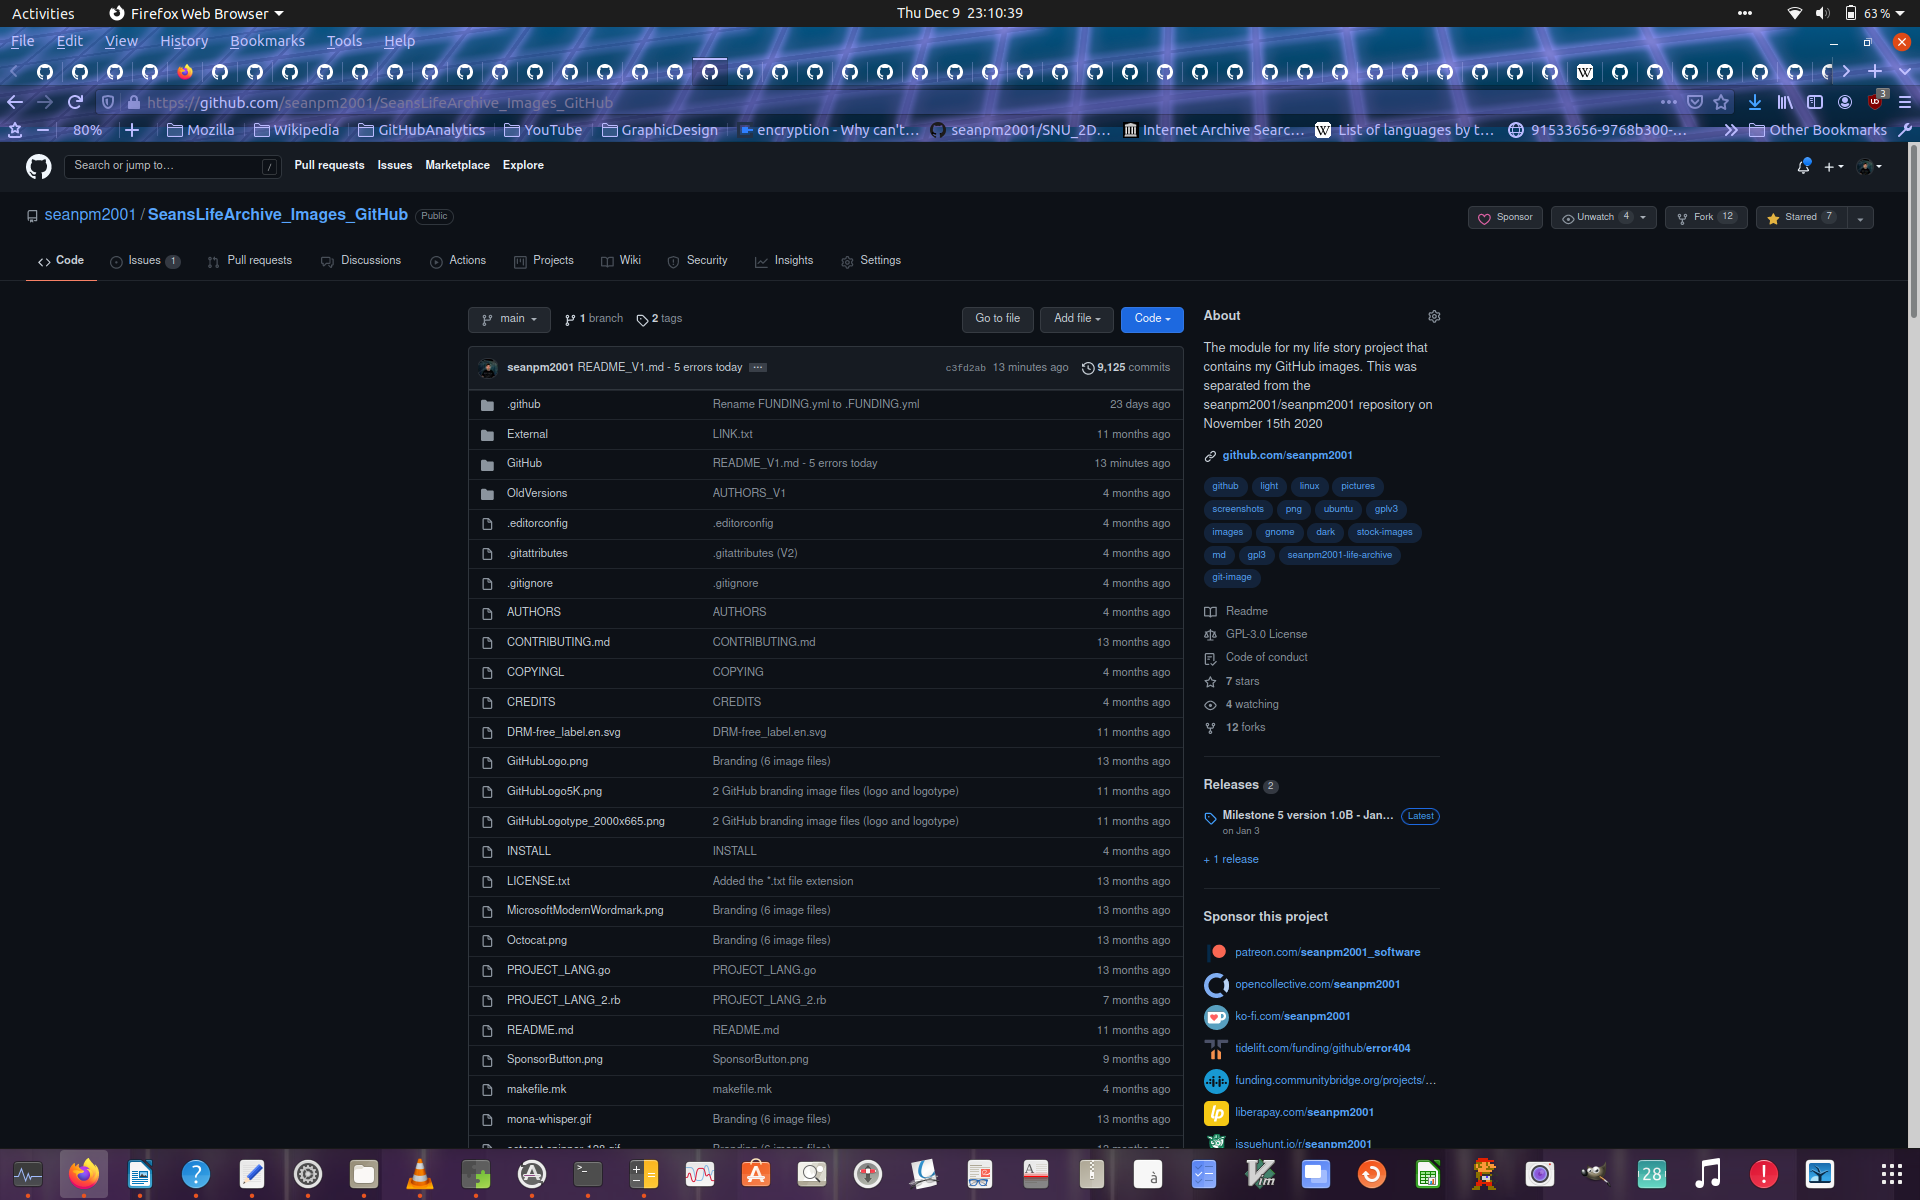 Activities
Firefox Web Browser
Thu Dec 9 23:10:39
63 %
File Edit View History Bookmarks Tools Help
https://github.com/seanpm2001/SeansLifeArchive_Images_GitHub
3
80%
Mozilla
Wikipedia
GitHubAnalytics
YouTube
GraphicDesign
encryption - Why can't…
seanpm2001/SNU_2D…
Internet Archive Searc…
List of languages by t…
91533656-9768b300-…
Other Bookmarks
Search or jump to… /
Pull requests Issues Marketplace Explore
seanpm2001 / SeansLifeArchive_Images_GitHub Public
Sponsor
Unwatch 4
Fork 12
Starred 7
Code
Issues 1
Pull requests
Discussions
Actions
Projects
Wiki
Security
Insights
Settings
main
1 branch
2 tags
Go to file
Add file
Code
seanpm2001 README_V1.md - 5 errors today ··· c3fd2ab 13 minutes ago 9,125 commits
.github Rename FUNDING.yml to .FUNDING.yml 23 days ago
External LINK.txt 11 months ago
GitHub README_V1.md - 5 errors today 13 minutes ago
OldVersions AUTHORS_V1 4 months ago
.editorconfig .editorconfig 4 months ago
.gitattributes .gitattributes (V2) 4 months ago
.gitignore .gitignore 4 months ago
AUTHORS AUTHORS 4 months ago
CONTRIBUTING.md CONTRIBUTING.md 13 months ago
COPYINGL COPYING 4 months ago
CREDITS CREDITS 4 months ago
DRM-free_label.en.svg DRM-free_label.en.svg 11 months ago
GitHubLogo.png Branding (6 image files) 13 months ago
GitHubLogo5K.png 2 GitHub branding image files (logo and logotype) 11 months ago
GitHubLogotype_2000x665.png 2 GitHub branding image files (logo and logotype) 11 months ago
INSTALL INSTALL 4 months ago
LICENSE.txt Added the *.txt file extension 13 months ago
MicrosoftModernWordmark.png Branding (6 image files) 13 months ago
Octocat.png Branding (6 image files) 13 months ago
PROJECT_LANG.go PROJECT_LANG.go 13 months ago
PROJECT_LANG_2.rb PROJECT_LANG_2.rb 7 months ago
README.md README.md 11 months ago
SponsorButton.png SponsorButton.png 9 months ago
makefile.mk makefile.mk 4 months ago
mona-whisper.gif Branding (6 image files) 13 months ago
About
The module for my life story project that
contains my GitHub images. This was
separated from the
seanpm2001/seanpm2001 repository on
November 15th 2020
github.com/seanpm2001
github light linux pictures
screenshots png ubuntu gplv3
images gnome dark stock-images
md gpl3 seanpm2001-life-archive
git-image
Readme
GPL-3.0 License
Code of conduct
7 stars
4 watching
12 forks
Releases 2
Milestone 5 version 1.0B - Jan… Latest
on Jan 3
+ 1 release
Sponsor this project
patreon.com/seanpm2001_software
opencollective.com/seanpm2001
ko-fi.com/seanpm2001
tidelift.com/funding/github/error404
funding.communitybridge.org/projects/…
liberapay.com/seanpm2001
issuehunt.io/r/seanpm2001
28